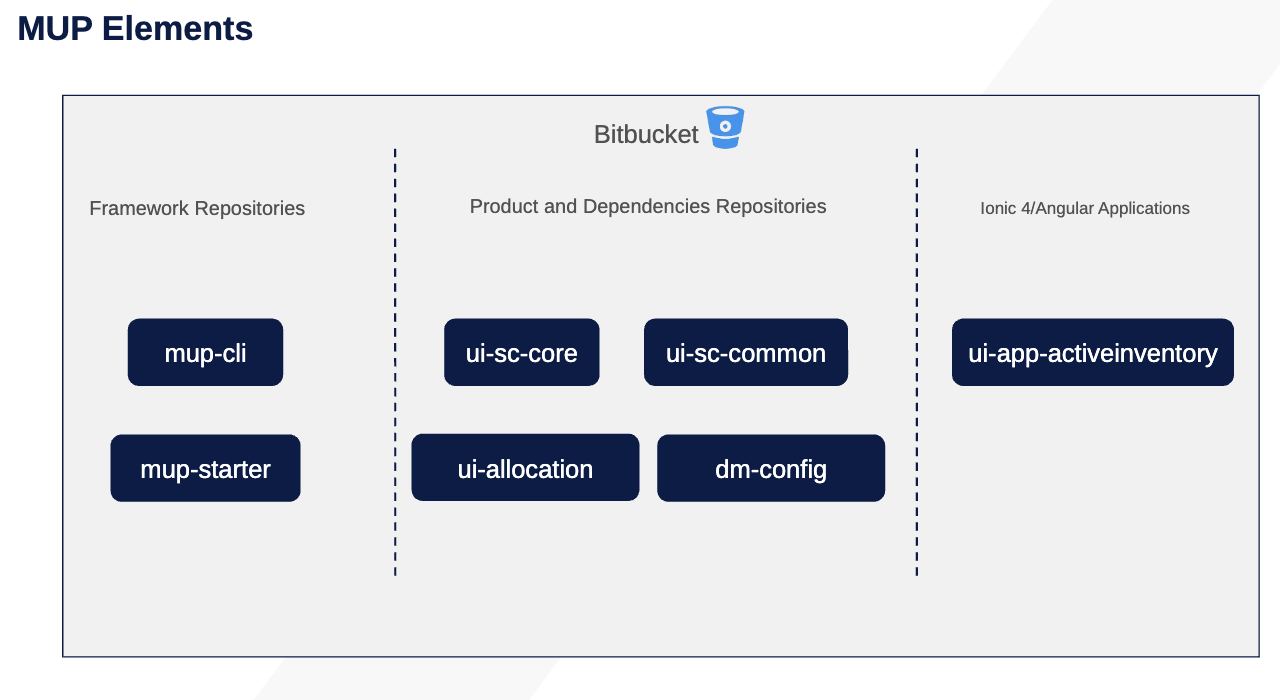 MUP Elements
Bitbucket
Framework Repositories
Product and Dependencies Repositories
Ionic 4/Angular Applications
mup-cli
ui-sc-core
ui-sc-common
ui-app-activeinventory
mup-starter
ui-allocation
dm-config